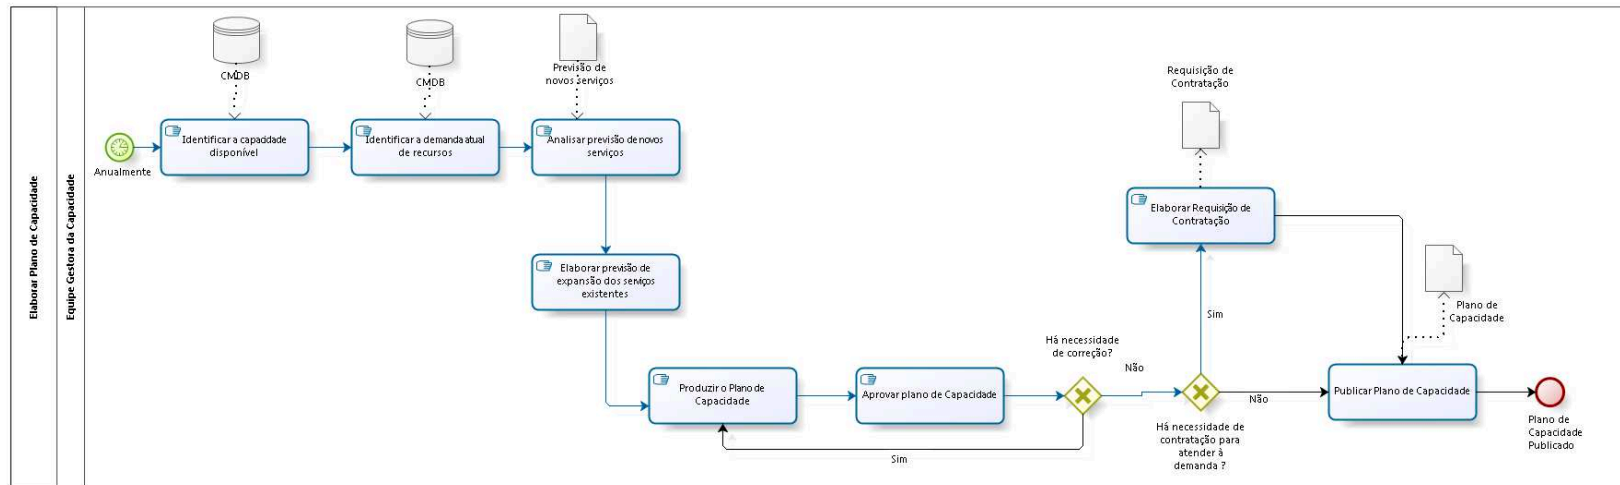 Elaborar Plano de Capacidade
Equipe Gestora da Capacidade
CMDB
CMDB
Previsão de
novos serviços
Anualmente
Identificar a capacidade
disponível
Identificar a demanda atual
de recursos
Analisar previsão de novos
serviços
Elaborar previsão de
expansão dos serviços
existentes
Produzir o Plano de
Capacidade
Aprovar plano de Capacidade
Há necessidade
de correção?
Sim
Não
Há necessidade de
contratação para
atender à
demanda ?
Sim
Não
Requisição de
Contratação
Elaborar Requisição de
Contratação
Plano de
Capacidade
Publicar Plano de Capacidade
Plano de
Capacidade
Publicado